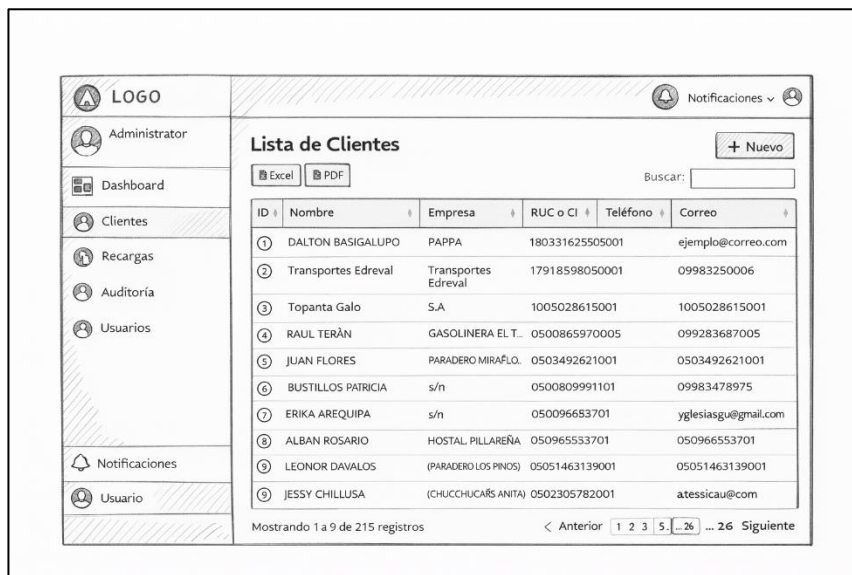 LOGO
Notificaciones
Administrator
Dashboard
Clientes
Recargas
Auditoría
Usuarios
Notificaciones
Usuario
Lista de Clientes
+ Nuevo
Excel PDF
Buscar:
ID Nombre Empresa RUC o CI Teléfono Correo
1 DALTON BASIGALUPO PAPPA 180331625505001 ejemplo@correo.com
2 Transportes Edreval Transportes Edreval 17918598050001 09983250006
3 Topanta Galo S.A 1005028615001 1005028615001
4 RAUL TERÀN GASOLINERA EL T... 0500865970005 099283687005
5 JUAN FLORES PARADERO MIRAFLO.. 0503492621001 0503492621001
6 BUSTILLOS PATRICIA s/n 0500809991101 09983478975
7 ERIKA AREQUIPA s/n 050096653701 yglesiasgu@gmail.com
8 ALBAN ROSARIO HOSTAL. PILLAREÑA 050965533701 050966553701
9 LEONOR DAVALOS (PARADERO LOS PINOS) 05051463139001 05051463139001
9 JESSY CHILLUSA (CHUCCHUCAR̃S ANITA) 0502305782001 a.tessicau@com
Mostrando 1 a 9 de 215 registros
< Anterior 1 2 3 5. ... 26 ... 26 Siguiente